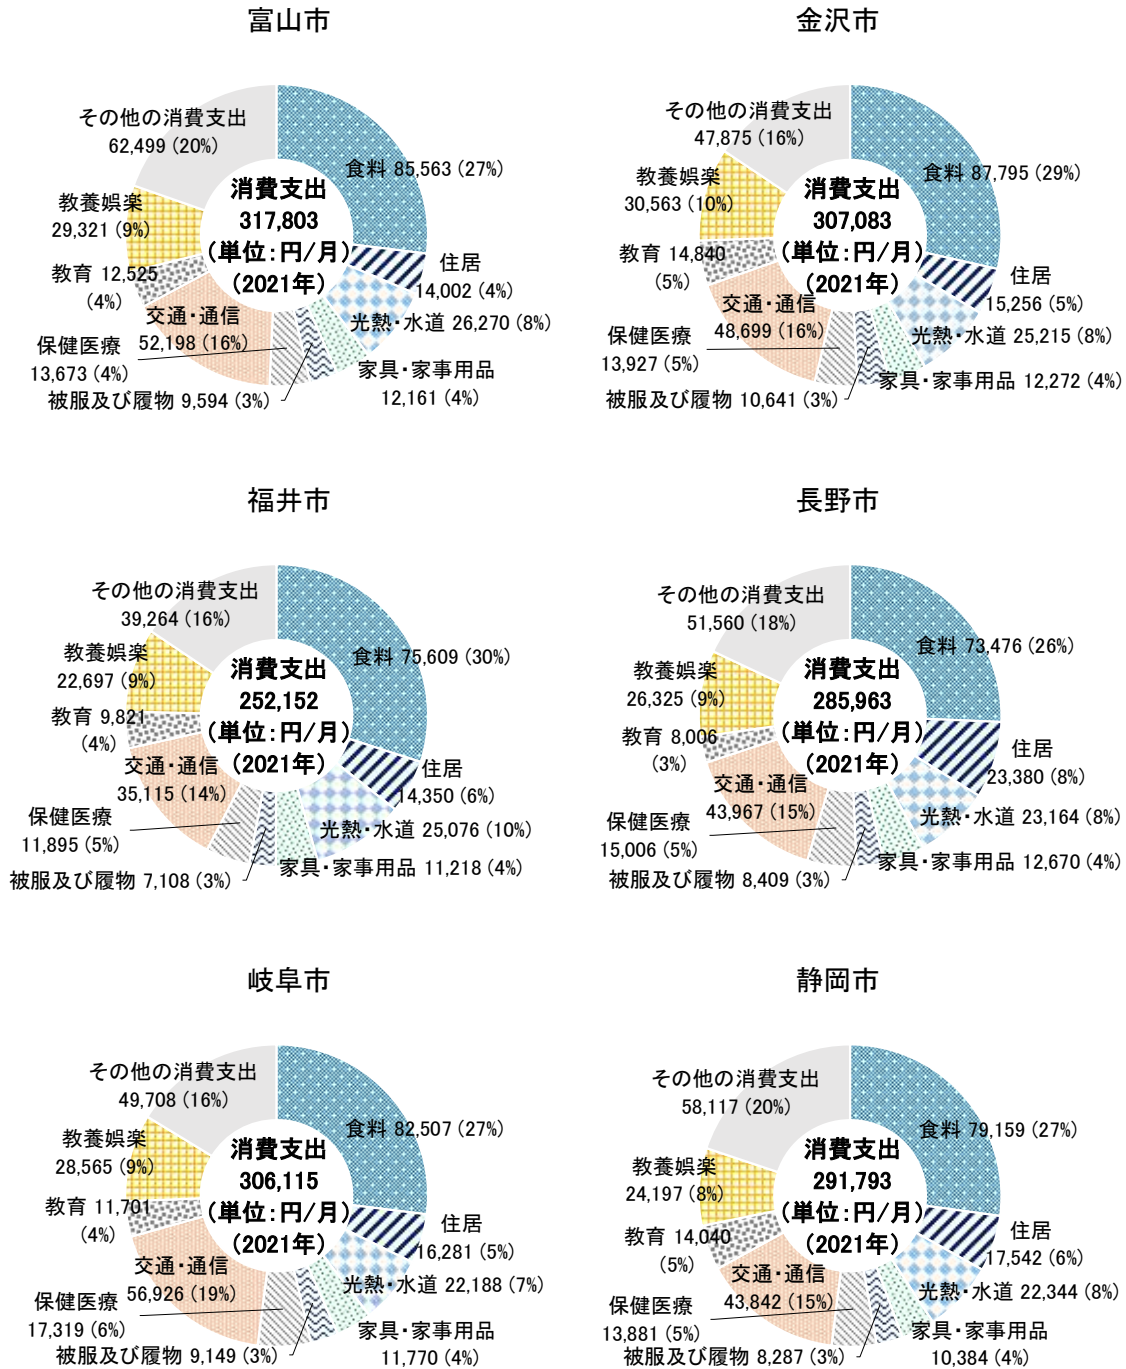 富山市
その他の消費支出
62,499 (20%)
食料 85,563 (27%)
教養娯楽
29,321 (9%)
消費支出
317,803
(単位:円/月)
(2021年)
教育 12,525
(4%)
住居
14,002 (4%)
交通・通信
52,198 (16%)
光熱・水道 26,270 (8%)
保健医療
13,673 (4%)
家具・家事用品
12,161 (4%)
被服及び履物 9,594 (3%)
金沢市
その他の消費支出
47,875 (16%)
食料 87,795 (29%)
教養娯楽
30,563 (10%)
消費支出
307,083
(単位:円/月)
(2021年)
教育 14,840
(5%)
住居
15,256 (5%)
交通・通信
48,699 (16%)
光熱・水道 25,215 (8%)
保健医療
13,927 (5%)
家具・家事用品 12,272 (4%)
被服及び履物 10,641 (3%)
福井市
その他の消費支出
39,264 (16%)
食料 75,609 (30%)
教養娯楽
22,697 (9%)
消費支出
252,152
(単位:円/月)
(2021年)
教育 9,821
(4%)
住居
14,350 (6%)
交通・通信
35,115 (14%)
光熱・水道 25,076 (10%)
保健医療
11,895 (5%)
家具・家事用品 11,218 (4%)
被服及び履物 7,108 (3%)
長野市
その他の消費支出
51,560 (18%)
食料 73,476 (26%)
教養娯楽
26,325 (9%)
消費支出
285,963
(単位:円/月)
(2021年)
教育 8,006
(3%)
住居
23,380 (8%)
交通・通信
43,967 (15%)
光熱・水道 23,164 (8%)
保健医療
15,006 (5%)
家具・家事用品 12,670 (4%)
被服及び履物 8,409 (3%)
岐阜市
その他の消費支出
49,708 (16%)
食料 82,507 (27%)
教養娯楽
28,565 (9%)
消費支出
306,115
(単位:円/月)
(2021年)
教育 11,701
(4%)
住居
16,281 (5%)
交通・通信
56,926 (19%)
光熱・水道 22,188 (7%)
保健医療
17,319 (6%)
家具・家事用品
11,770 (4%)
被服及び履物 9,149 (3%)
静岡市
その他の消費支出
58,117 (20%)
食料 79,159 (27%)
教養娯楽
24,197 (8%)
消費支出
291,793
(単位:円/月)
(2021年)
教育 14,040
(5%)
住居
17,542 (6%)
交通・通信
43,842 (15%)
光熱・水道 22,344 (8%)
保健医療
13,881 (5%)
家具・家事用品
10,384 (4%)
被服及び履物 8,287 (3%)